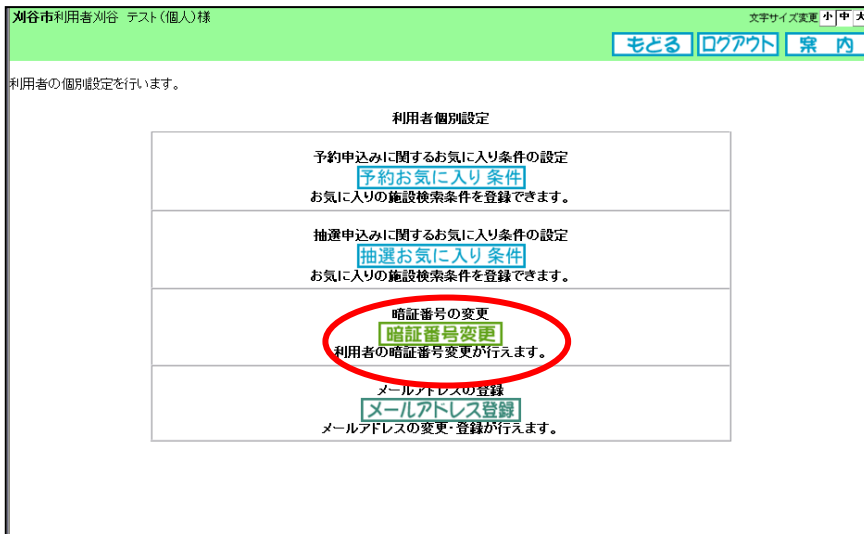 刈谷市利用者刈谷 テスト(個人)様
文字サイズ変更 小 中 大
もどる ログアウト 案 内
利用者の個別設定を行います。
利用者個別設定
予約申込みに関するお気に入り条件の設定
予約お気に入り条件
お気に入りの施設検索条件を登録できます。
抽選申込みに関するお気に入り条件の設定
抽選お気に入り条件
お気に入りの施設検索条件を登録できます。
暗証番号の変更
暗証番号変更
利用者の暗証番号変更が行えます。
メールアドレスの登録
メールアドレス登録
メールアドレスの変更・登録が行えます。